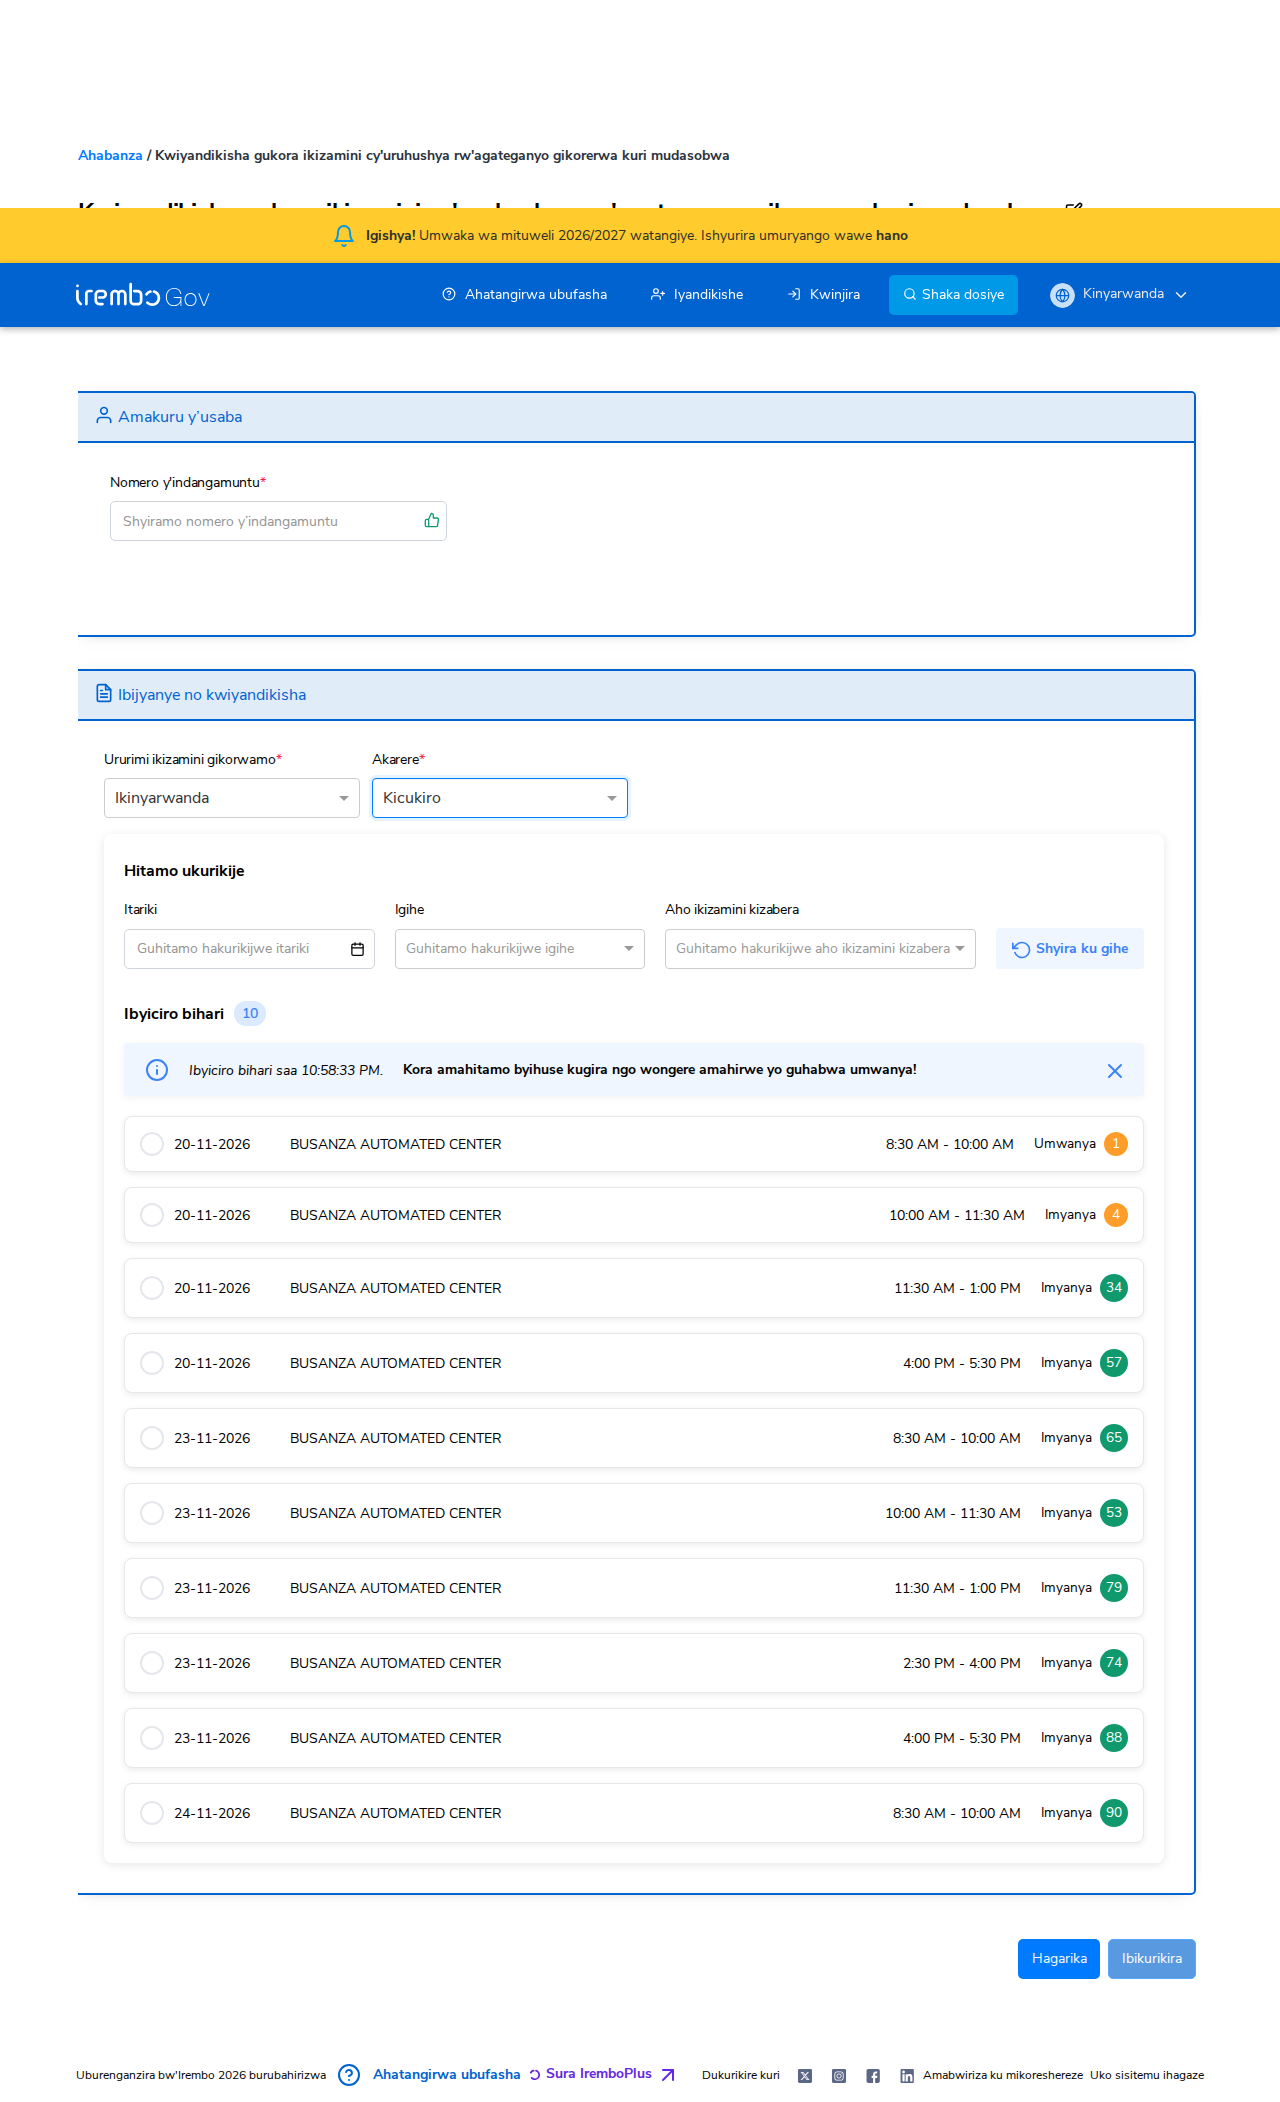 Ahabanza / Kwiyandikisha gukora ikizamini cy'uruhushya rw'agateganyo gikorerwa kuri mudasobwa
Igishya! Umwaka wa mituweli 2026/2027 watangiye. Ishyurira umuryango wawe hano
irembo Gov
Ahatangirwa ubufasha
Iyandikishe
Kwinjira
Shaka dosiye
Kinyarwanda
Amakuru y'usaba
Nomero y'indangamuntu*
Shyiramo nomero y'indangamuntu
Ibijyanye no kwiyandikisha
Ururimi ikizamini gikorwamo* Akarere*
Ikinyarwanda Kicukiro
Hitamo ukurikije
Itariki Igihe Aho ikizamini kizabera
Guhitamo hakurikijwe itariki Guhitamo hakurikijwe igihe Guhitamo hakurikijwe aho ikizamini kizabera Shyira ku gihe
Ibyiciro bihari 10
Ibyiciro bihari saa 10:58:33 PM. Kora amahitamo byihuse kugira ngo wongere amahirwe yo guhabwa umwanya!
20-11-2026 BUSANZA AUTOMATED CENTER 8:30 AM - 10:00 AM Umwanya 1
20-11-2026 BUSANZA AUTOMATED CENTER 10:00 AM - 11:30 AM Imyanya 4
20-11-2026 BUSANZA AUTOMATED CENTER 11:30 AM - 1:00 PM Imyanya 34
20-11-2026 BUSANZA AUTOMATED CENTER 4:00 PM - 5:30 PM Imyanya 57
23-11-2026 BUSANZA AUTOMATED CENTER 8:30 AM - 10:00 AM Imyanya 65
23-11-2026 BUSANZA AUTOMATED CENTER 10:00 AM - 11:30 AM Imyanya 53
23-11-2026 BUSANZA AUTOMATED CENTER 11:30 AM - 1:00 PM Imyanya 79
23-11-2026 BUSANZA AUTOMATED CENTER 2:30 PM - 4:00 PM Imyanya 74
23-11-2026 BUSANZA AUTOMATED CENTER 4:00 PM - 5:30 PM Imyanya 88
24-11-2026 BUSANZA AUTOMATED CENTER 8:30 AM - 10:00 AM Imyanya 90
Hagarika Ibikurikira
Uburenganzira bw'Irembo 2026 burubahirizwa Ahatangirwa ubufasha Sura IremboPlus Dukurikire kuri Amabwiriza ku mikoreshereze Uko sisitemu ihagaze